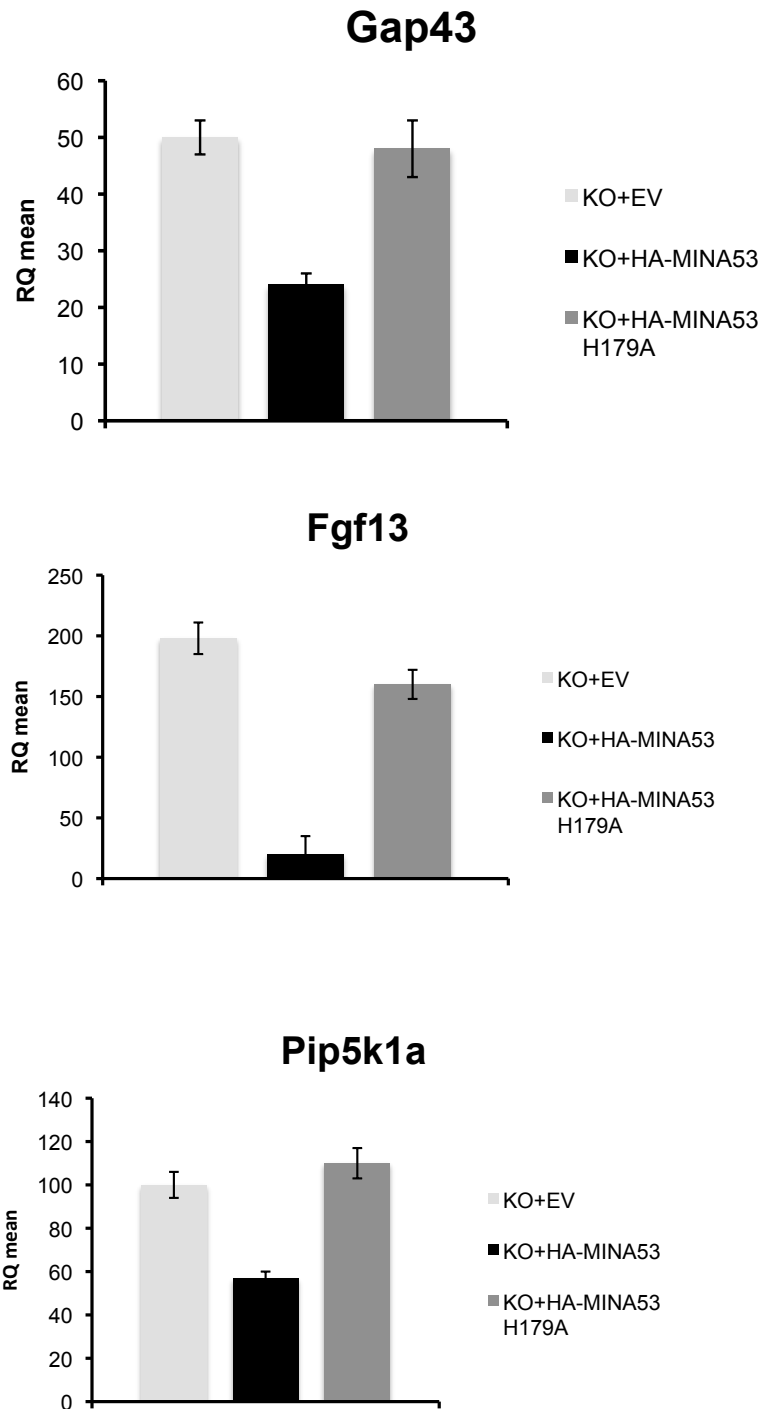 Gap43
60
50
40
30
20
10
0
RQ mean
KO+EV
KO+HA-MINA53
KO+HA-MINA53
H179A
Fgf13
250
200
150
100
50
0
RQ mean
KO+EV
KO+HA-MINA53
KO+HA-MINA53
H179A
Pip5k1a
140
120
100
80
60
40
20
0
RQ mean
KO+EV
KO+HA-MINA53
KO+HA-MINA53
H179A